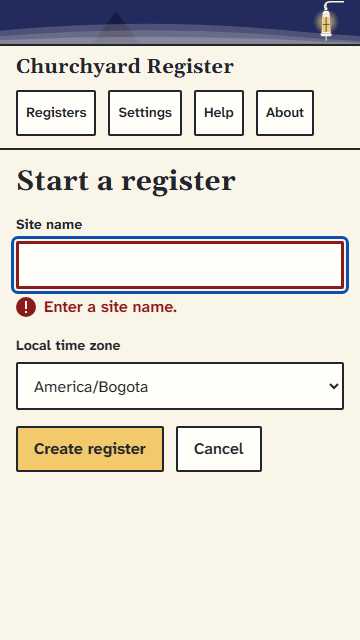 Churchyard Register
Registers Settings Help About
Start a register
Site name
Enter a site name.
Local time zone
America/Bogota
Create register Cancel